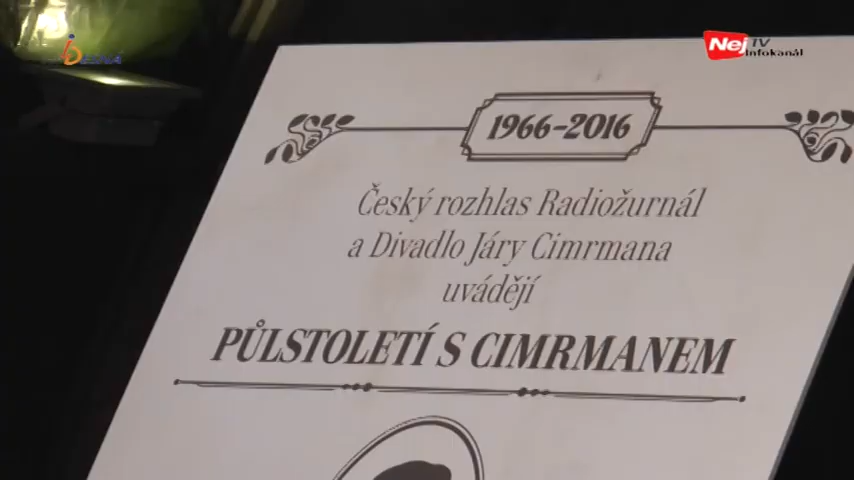 Nej TV
Infokanál
1966–2016
Český rozhlas Radiožurnál
a Divadlo Járy Cimrmana
uvádějí
PŮLSTOLETÍ S CIMRMANEM